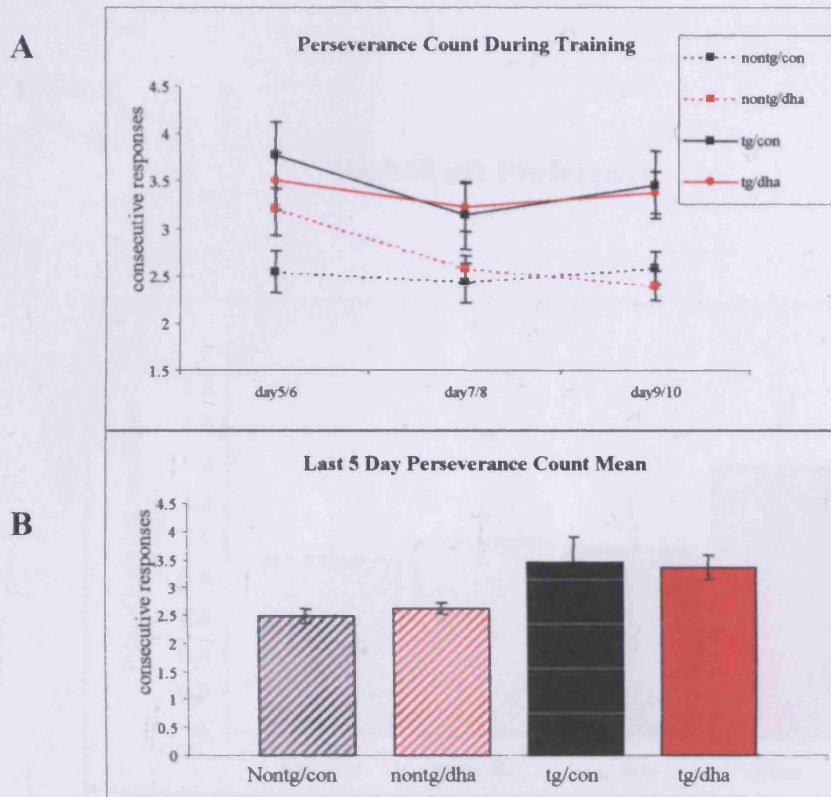 A
Perseverance Count During Training
nontg/con
nontg/dha
tg/con
tg/dha
consecutive responses
4.5
4
3.5
3
2.5
2
1.5
day5/6
day7/8
day9/10
B
Last 5 Day Perseverance Count Mean
consecutive responses
4.5
4
3.5
3
2.5
2
1.5
1
0.5
0
Nontg/con
nontg/dha
tg/con
tg/dha